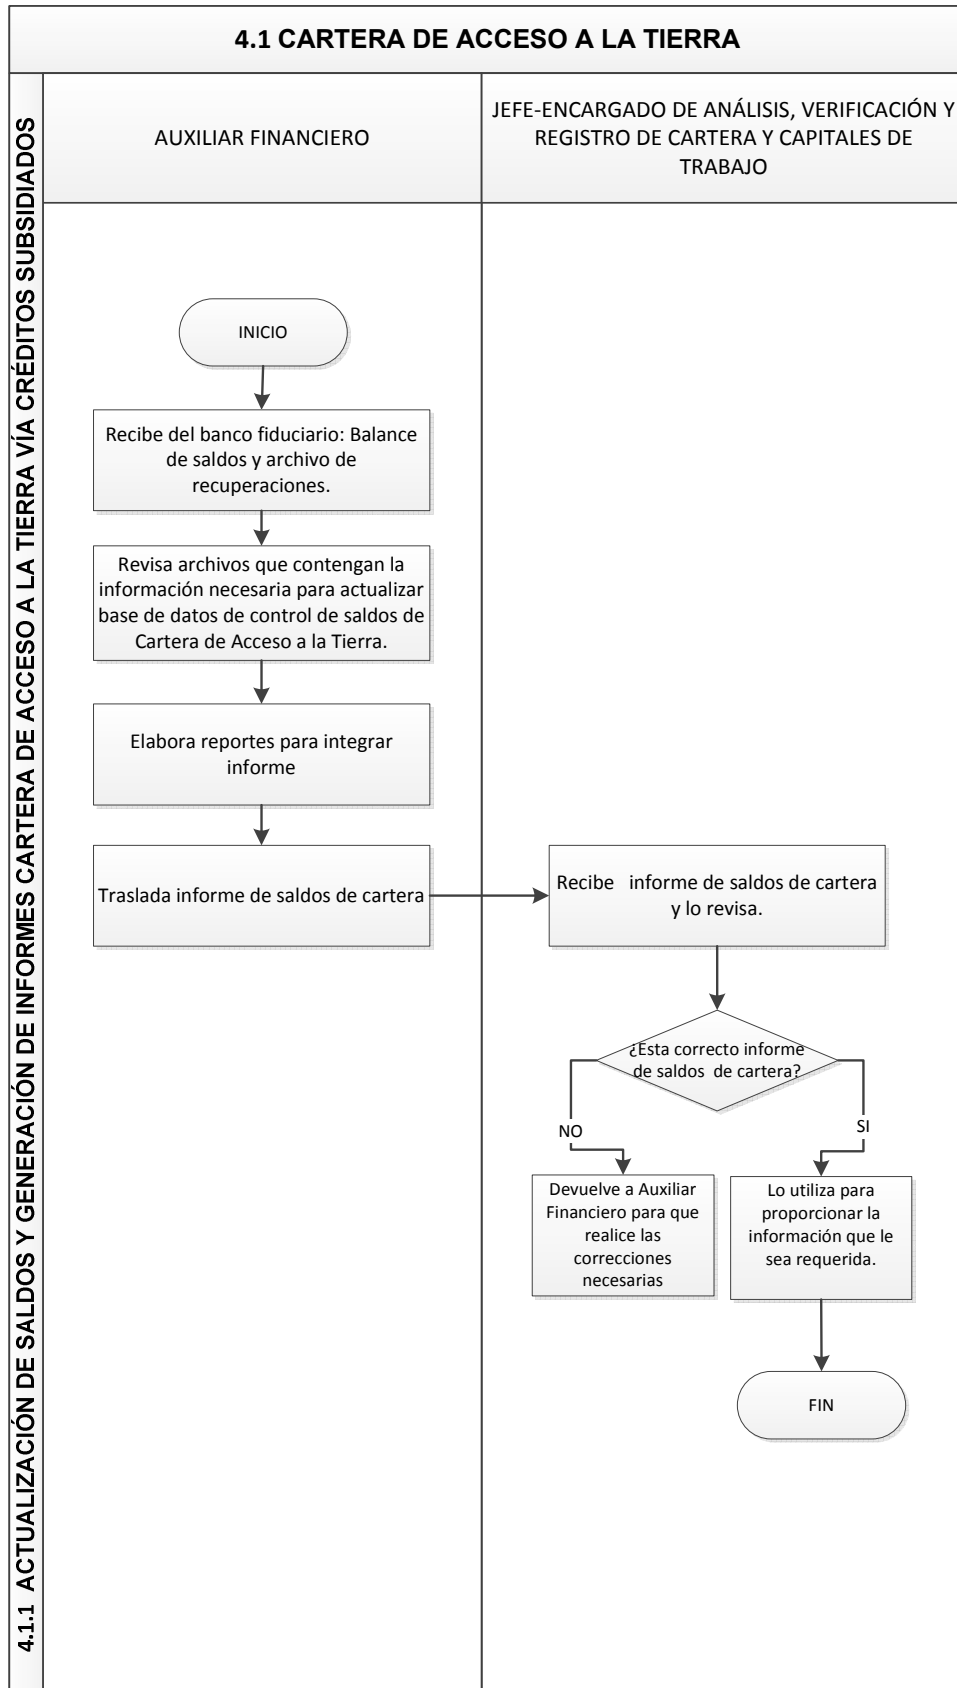 4.1 CARTERA DE ACCESO A LA TIERRA
4.1.1 ACTUALIZACIÓN DE SALDOS Y GENERACIÓN DE INFORMES CARTERA DE ACCESO A LA TIERRA VÍA CRÉDITOS SUBSIDIADOS
AUXILIAR FINANCIERO
JEFE-ENCARGADO DE ANÁLISIS, VERIFICACIÓN Y
REGISTRO DE CARTERA Y CAPITALES DE
TRABAJO
INICIO
Recibe del banco fiduciario: Balance
de saldos y archivo de
recuperaciones.
Revisa archivos que contengan la
información necesaria para actualizar
base de datos de control de saldos de
Cartera de Acceso a la Tierra.
Elabora reportes para integrar
informe
Traslada informe de saldos de cartera
Recibe informe de saldos de cartera
y lo revisa.
¿Esta correcto informe
de saldos de cartera?
NO
SI
Devuelve a Auxiliar
Financiero para que
realice las
correcciones
necesarias
Lo utiliza para
proporcionar la
información que le
sea requerida.
FIN